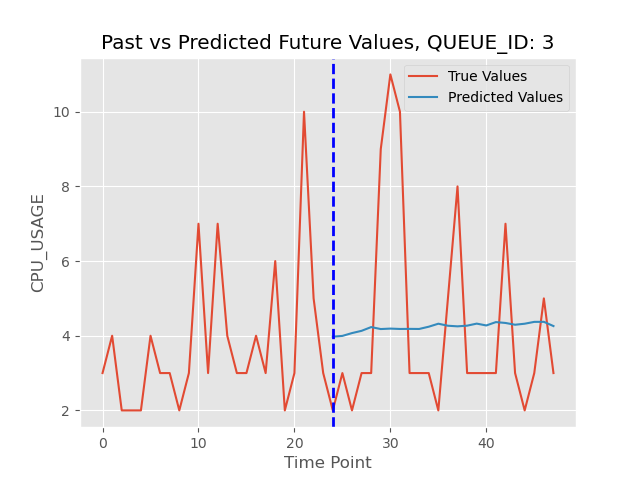 Past vs Predicted Future Values, QUEUE_ID: 3
True Values
Predicted Values
CPU_USAGE
10
8
6
4
2
0
10
20
30
40
Time Point